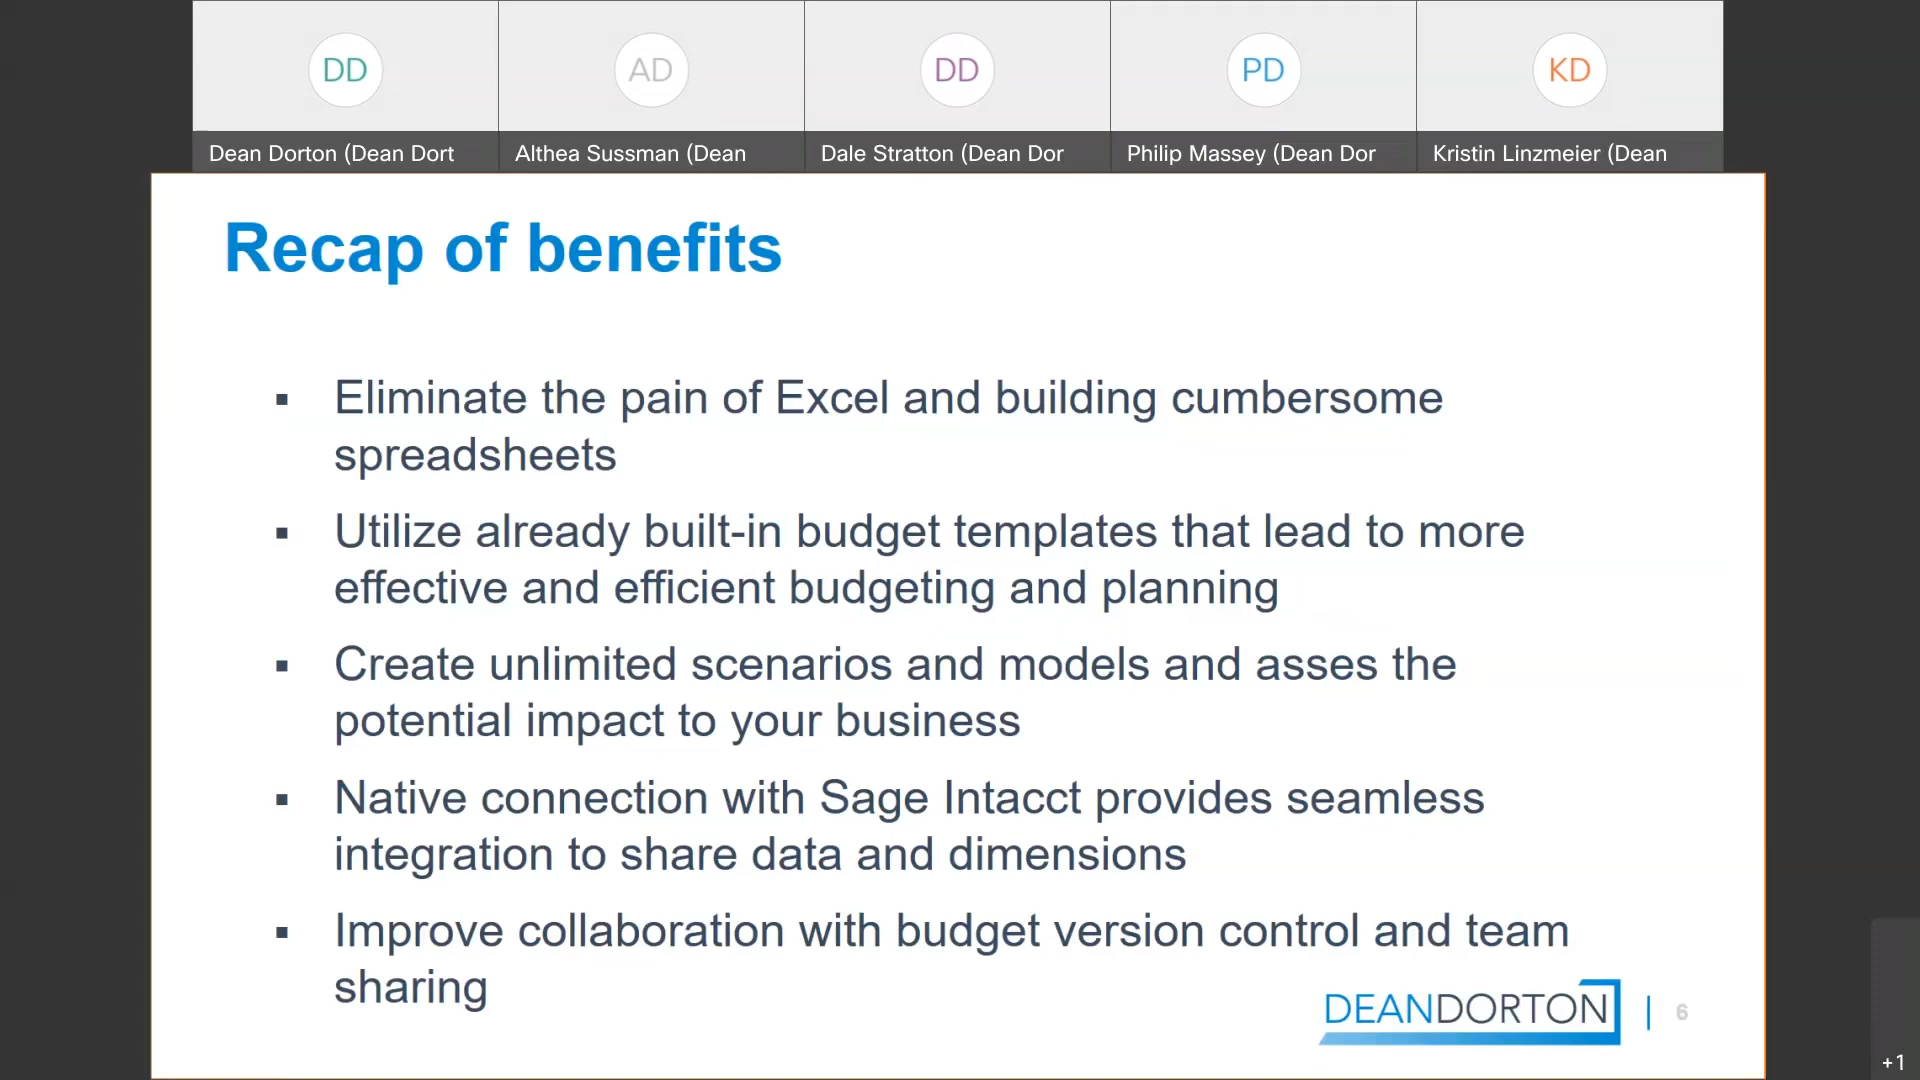 DD
AD
DD
PD
KD
Dean Dorton (Dean Dort
Althea Sussman (Dean
Dale Stratton (Dean Dor
Philip Massey (Dean Dor
Kristin Linzmeier (Dean
Recap of benefits
▪ Eliminate the pain of Excel and building cumbersome
spreadsheets
▪ Utilize already built-in budget templates that lead to more
effective and efficient budgeting and planning
▪ Create unlimited scenarios and models and asses the
potential impact to your business
▪ Native connection with Sage Intacct provides seamless
integration to share data and dimensions
▪ Improve collaboration with budget version control and team
sharing
DEANDORTON | 6
+1